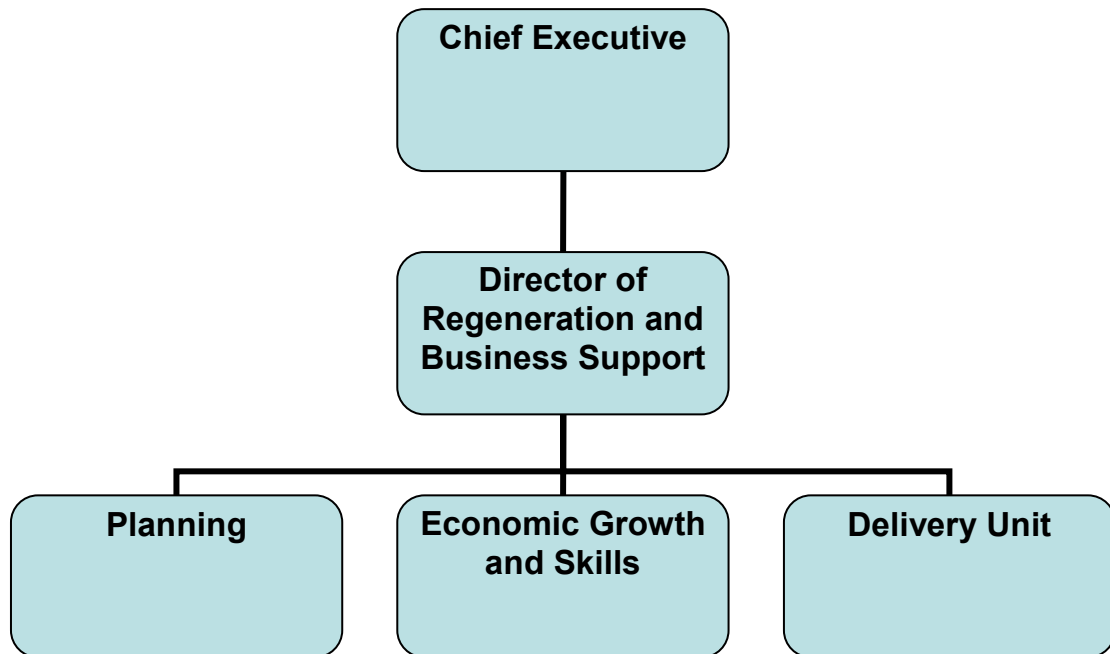 Chief Executive
Director of
Regeneration and
Business Support
Planning
Economic Growth
and Skills
Delivery Unit